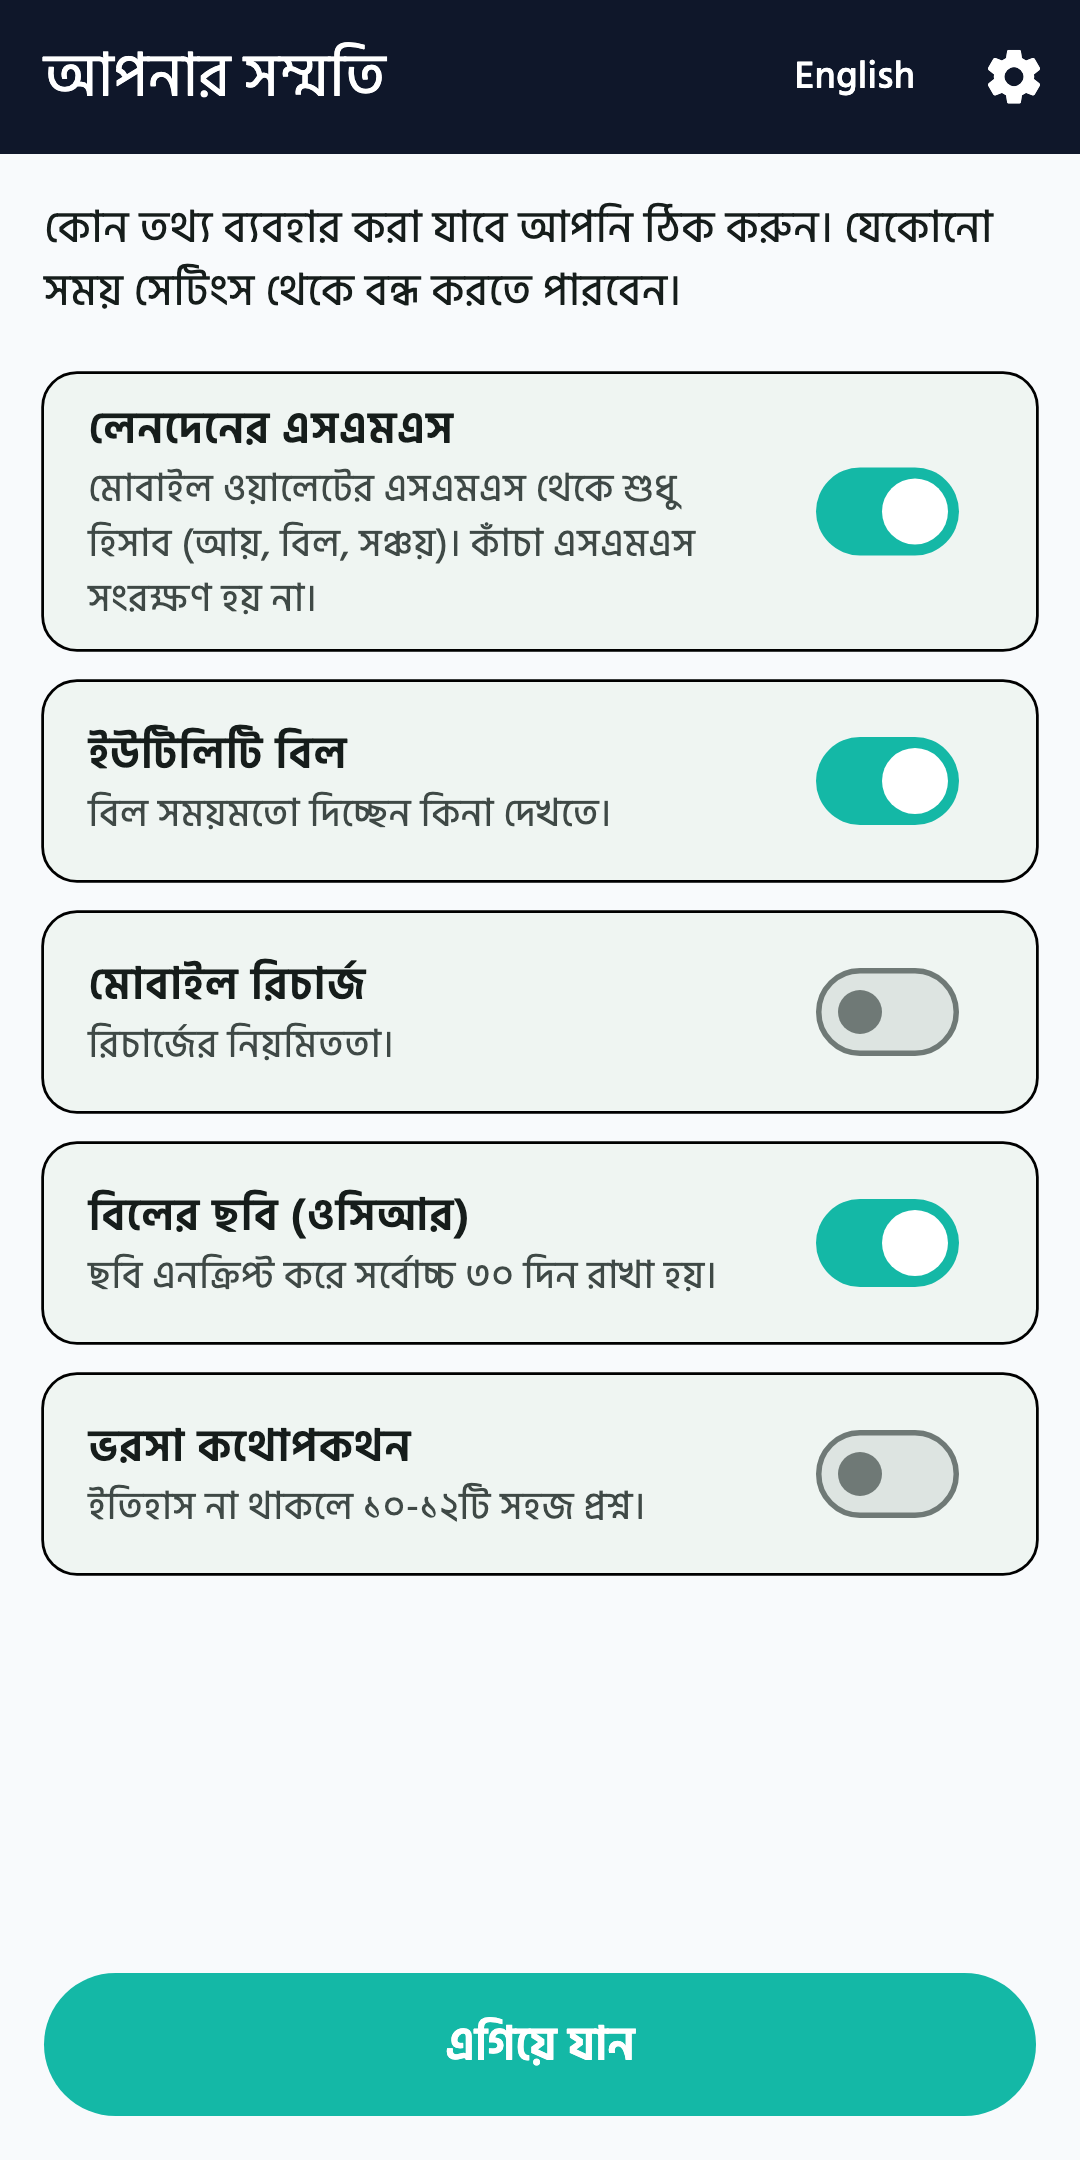 আপনার সম্মতি
English
কোন তথ্য ব্যবহার করা যাবে আপনি ঠিক করুন। যেকোনো
সময় সেটিংস থেকে বন্ধ করতে পারবেন।
লেনদেনের এসএমএস
মোবাইল ওয়ালেটের এসএমএস থেকে শুধু
হিসাব (আয়, বিল, সঞ্চয়)। কাঁচা এসএমএস
সংরক্ষণ হয় না।
ইউটিলিটি বিল
বিল সময়মতো দিচ্ছেন কিনা দেখতে।
মোবাইল রিচার্জ
রিচার্জের নিয়মিততা।
বিলের ছবি (ওসিআর)
ছবি এনক্রিপ্ট করে সর্বোচ্চ ৩০ দিন রাখা হয়।
ভরসা কথোপকথন
ইতিহাস না থাকলে ১০-১২টি সহজ প্রশ্ন।
এগিয়ে যান